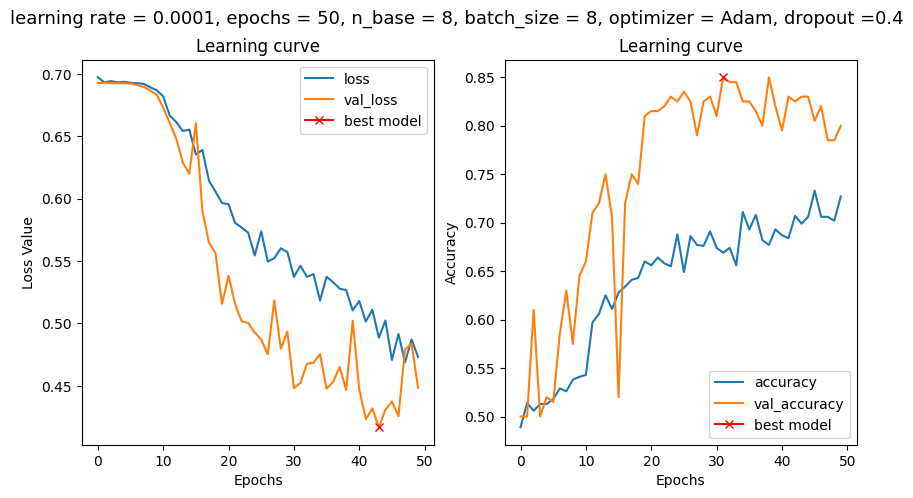 learning rate = 0.0001, epochs = 50, n_base = 8, batch_size = 8, optimizer = Adam, dropout =0.4
Learning curve
Loss Value
0.70
0.65
0.60
0.55
0.50
0.45
loss
val_loss
best model
0 10 20 30 40 50
Epochs
Learning curve
Accuracy
0.85
0.80
0.75
0.70
0.65
0.60
0.55
0.50
accuracy
val_accuracy
best model
0 10 20 30 40 50
Epochs